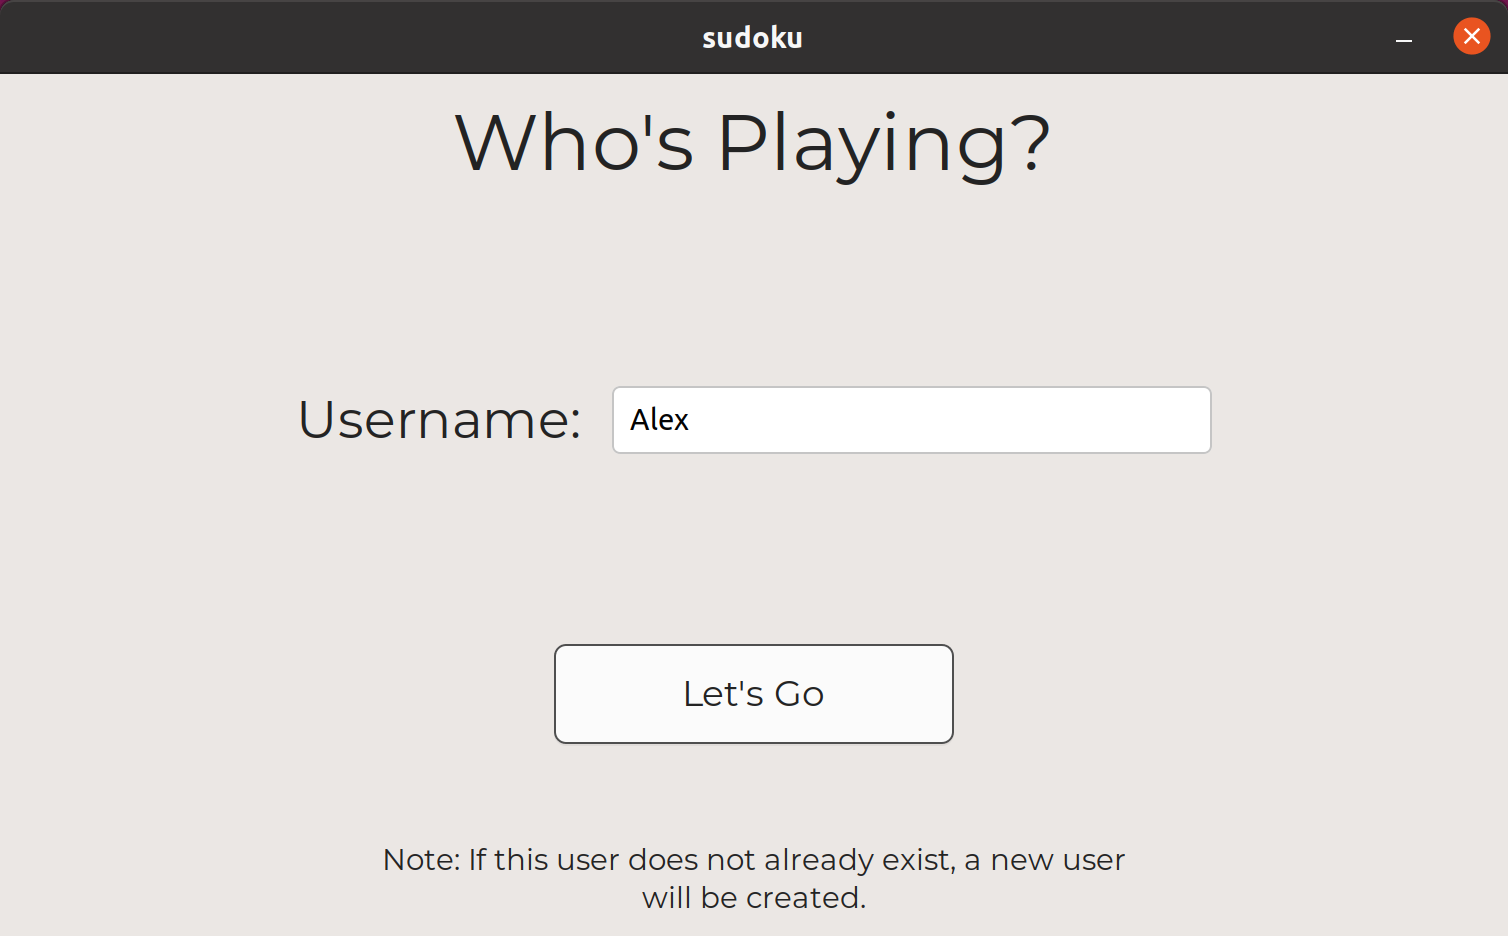 sudoku
Who's Playing?
Username: Alex
Let's Go
Note: If this user does not already exist, a new user
will be created.